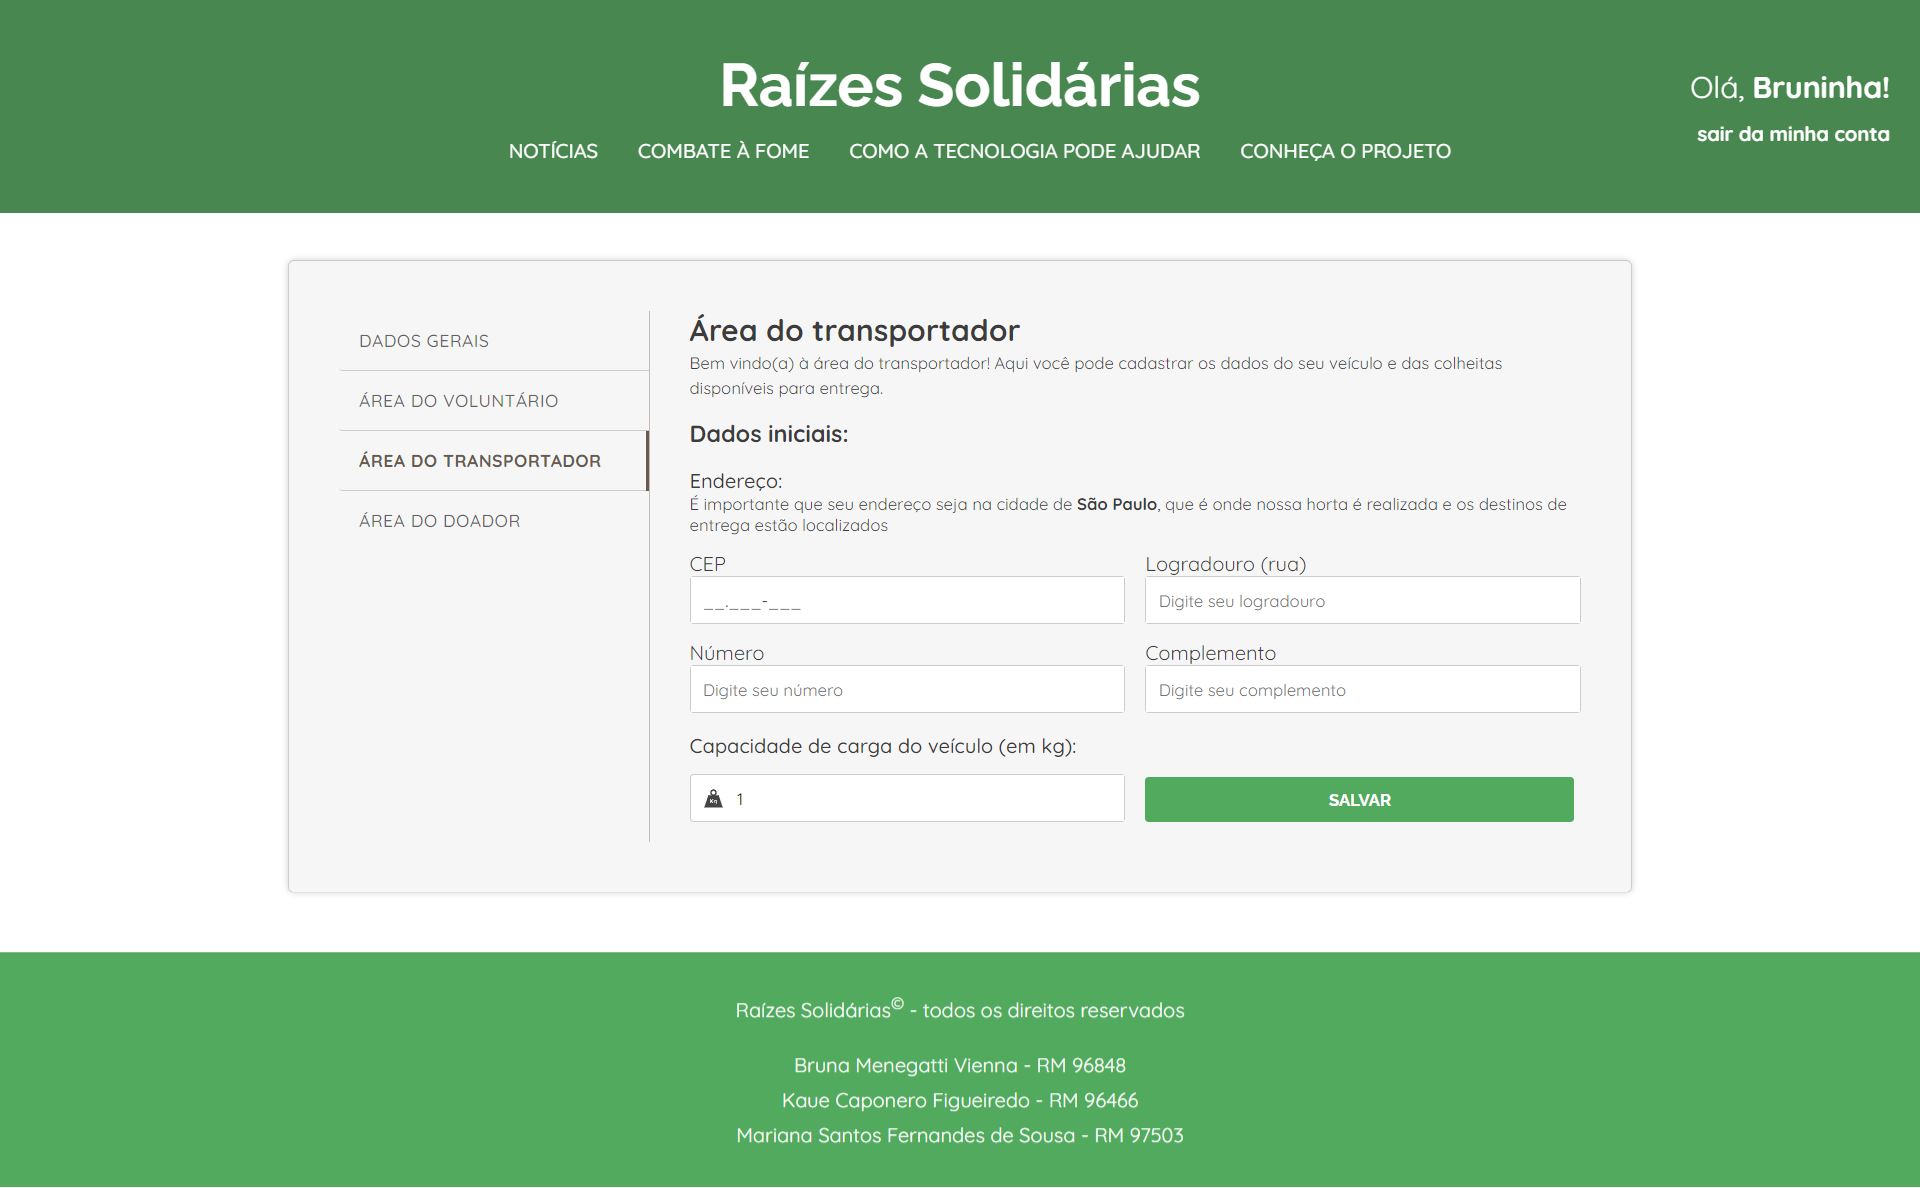 Raízes Solidárias
NOTÍCIAS COMBATE À FOME COMO A TECNOLOGIA PODE AJUDAR CONHEÇA O PROJETO
Olá, Bruninha!
sair da minha conta
DADOS GERAIS
ÁREA DO VOLUNTÁRIO
ÁREA DO TRANSPORTADOR
ÁREA DO DOADOR
Área do transportador
Bem vindo(a) à área do transportador! Aqui você pode cadastrar os dados do seu veículo e das colheitas
disponíveis para entrega.
Dados iniciais:
Endereço:
É importante que seu endereço seja na cidade de São Paulo, que é onde nossa horta é realizada e os destinos de
entrega estão localizados
CEP
__.___-___
Logradouro (rua)
Digite seu logradouro
Número
Digite seu número
Complemento
Digite seu complemento
Capacidade de carga do veículo (em kg):
Kg 1
SALVAR
Raízes Solidárias© - todos os direitos reservados
Bruna Menegatti Vienna - RM 96848
Kaue Caponero Figueiredo - RM 96466
Mariana Santos Fernandes de Sousa - RM 97503